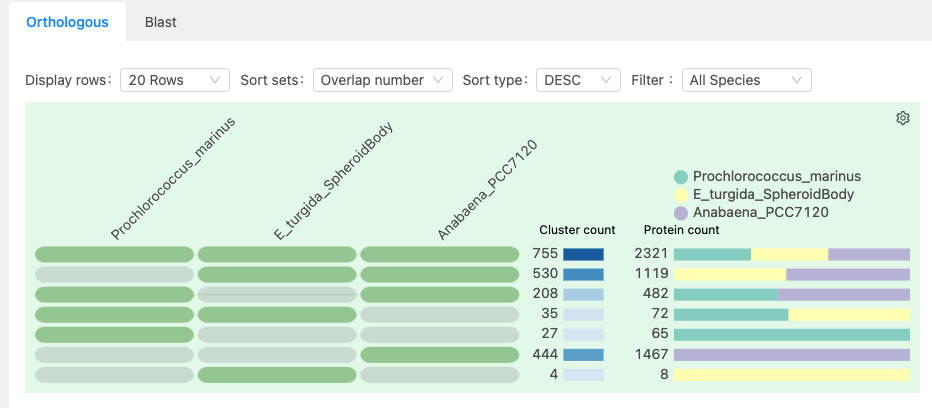 Orthologous Blast
Display rows: 20 Rows Sort sets: Overlap number Sort type: DESC Filter : All Species
Prochlorococcus_marinus
E_turgida_SpheroidBody
Anabaena_PCC7120
Prochlorococcus_marinus
E_turgida_SpheroidBody
Anabaena_PCC7120
Cluster count Protein count
755 2321
530 1119
208 482
35 72
27 65
444 1467
4 8